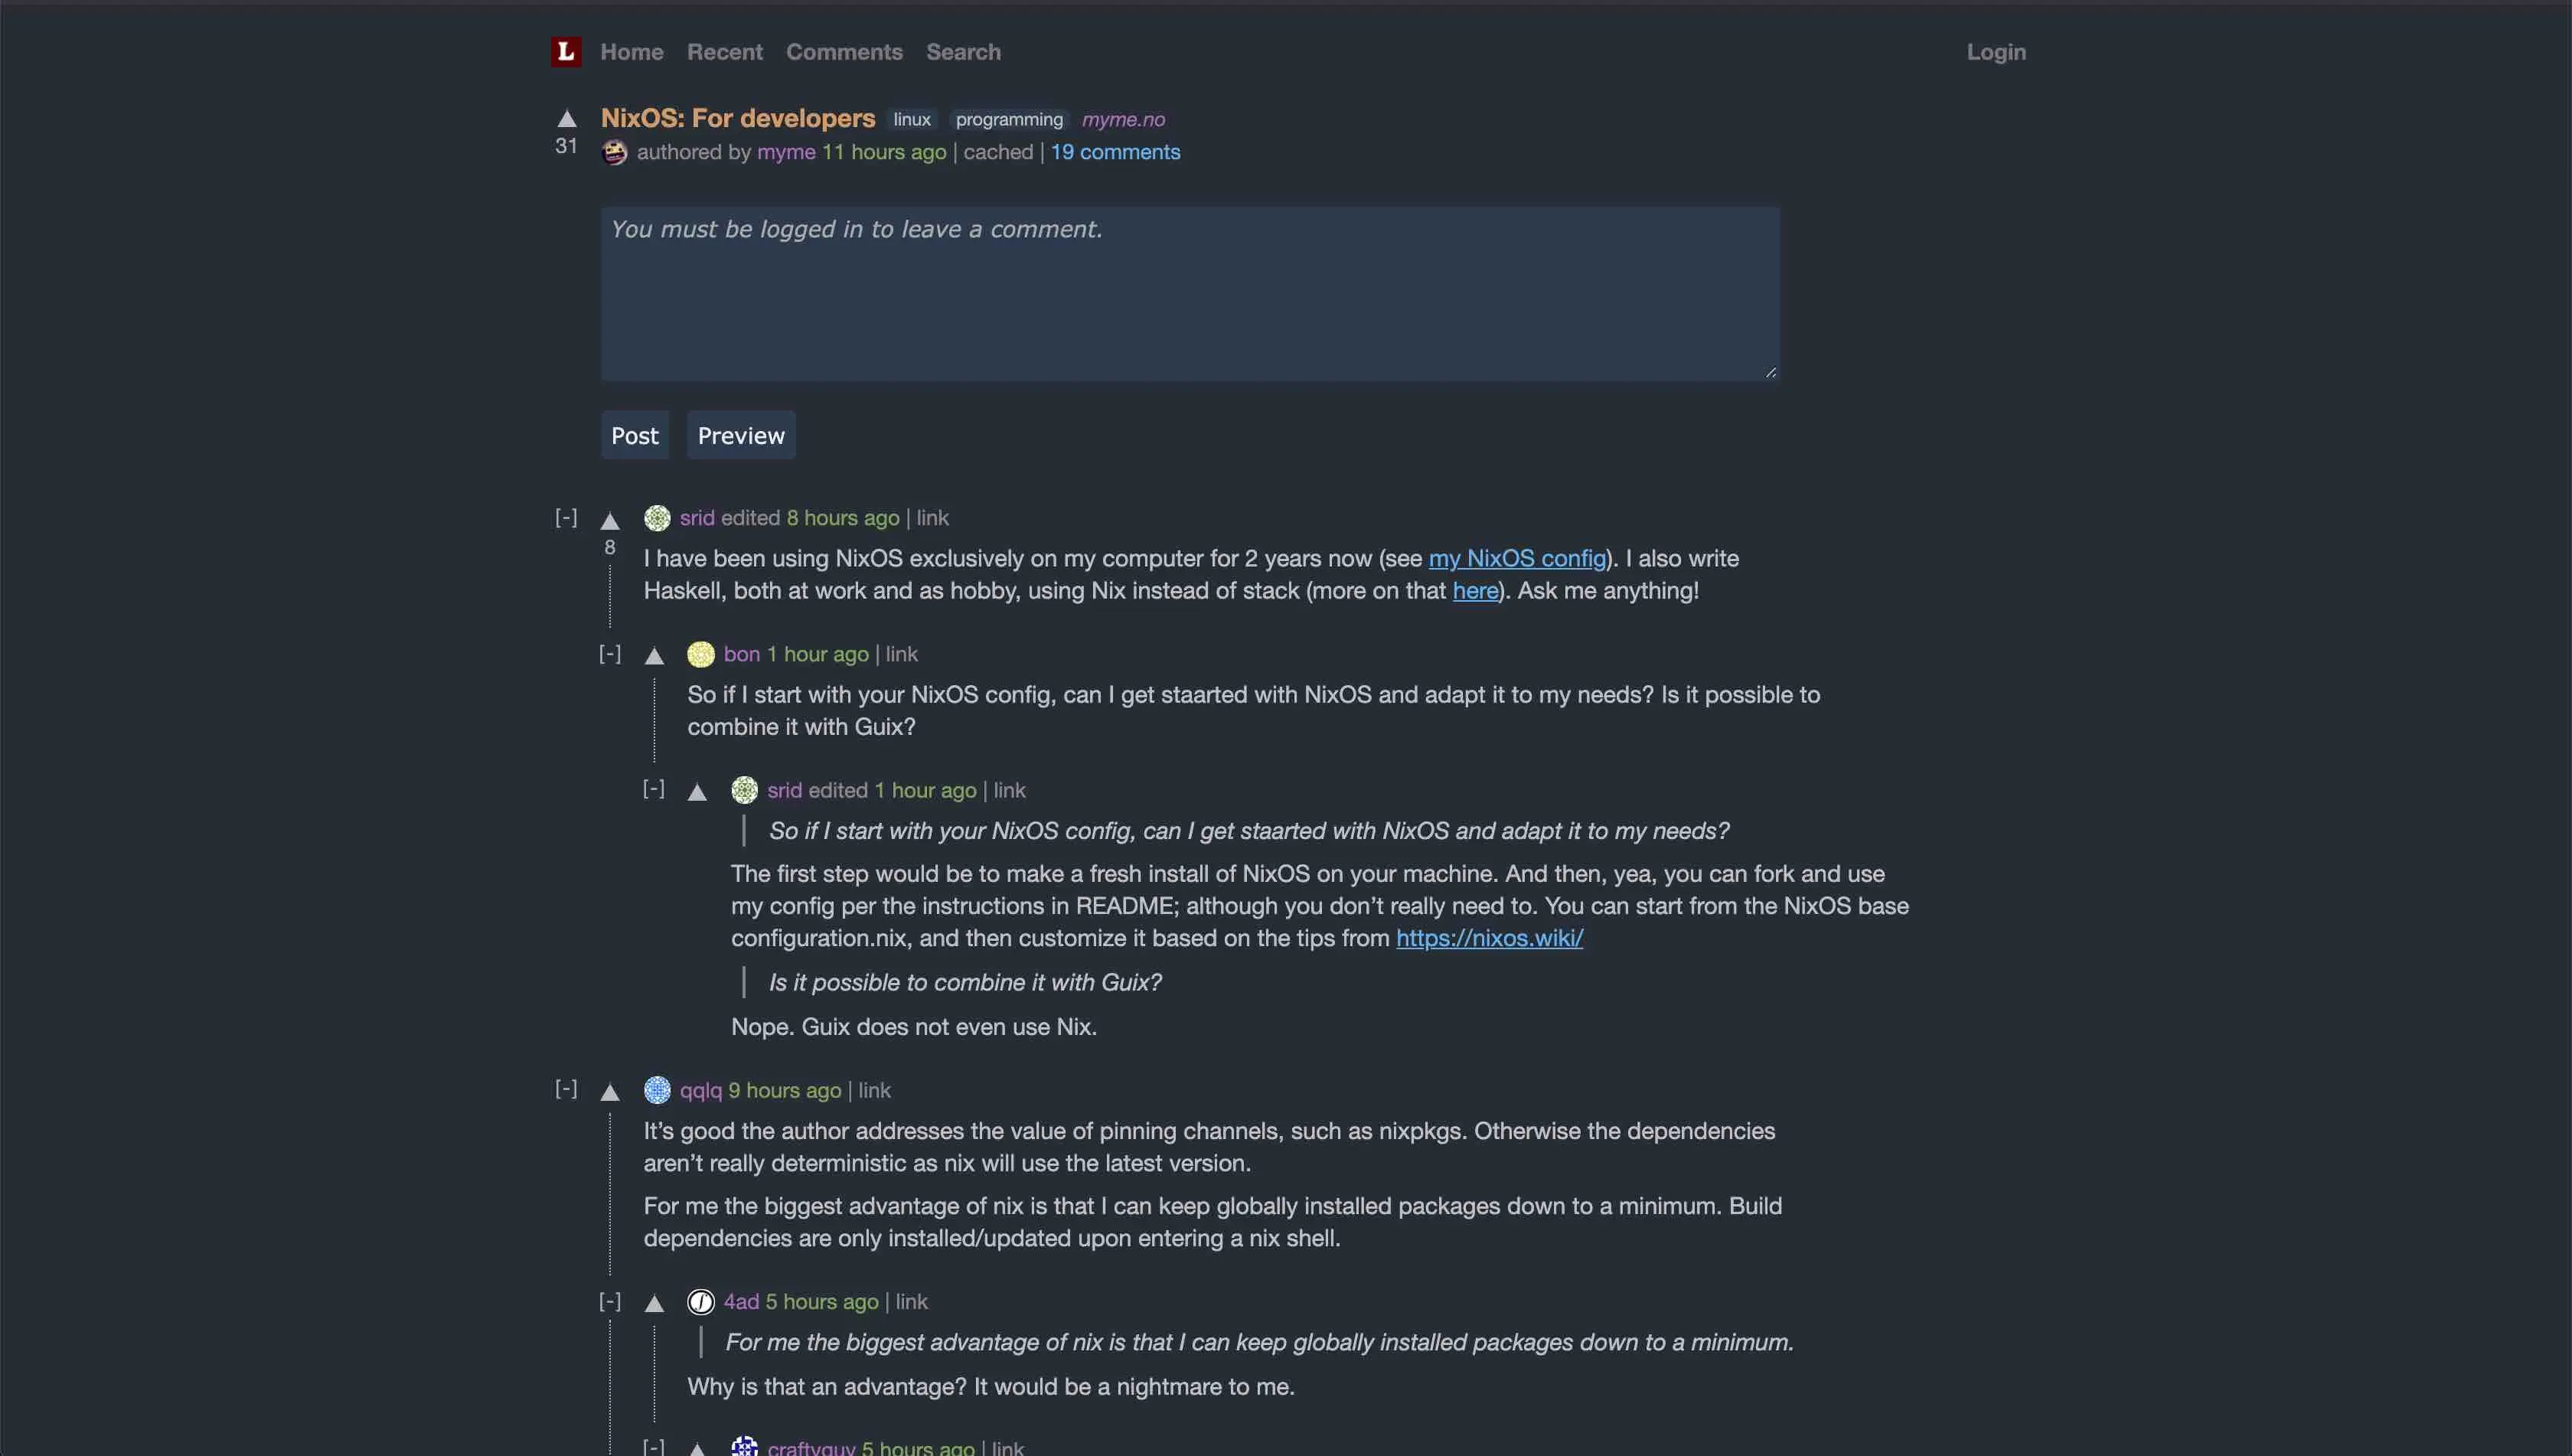 L Home Recent Comments Search Login
▲ NixOS: For developers linux programming myme.no
31 authored by myme 11 hours ago | cached | 19 comments
You must be logged in to leave a comment.
Post Preview
[-] ▲ srid edited 8 hours ago | link
8
I have been using NixOS exclusively on my computer for 2 years now (see my NixOS config). I also write
Haskell, both at work and as hobby, using Nix instead of stack (more on that here). Ask me anything!
[-] ▲ bon 1 hour ago | link
So if I start with your NixOS config, can I get staarted with NixOS and adapt it to my needs? Is it possible to
combine it with Guix?
[-] ▲ srid edited 1 hour ago | link
So if I start with your NixOS config, can I get staarted with NixOS and adapt it to my needs?
The first step would be to make a fresh install of NixOS on your machine. And then, yea, you can fork and use
my config per the instructions in README; although you don’t really need to. You can start from the NixOS base
configuration.nix, and then customize it based on the tips from https://nixos.wiki/
Is it possible to combine it with Guix?
Nope. Guix does not even use Nix.
[-] ▲ qqlq 9 hours ago | link
It’s good the author addresses the value of pinning channels, such as nixpkgs. Otherwise the dependencies
aren’t really deterministic as nix will use the latest version.
For me the biggest advantage of nix is that I can keep globally installed packages down to a minimum. Build
dependencies are only installed/updated upon entering a nix shell.
[-] ▲ 4ad 5 hours ago | link
For me the biggest advantage of nix is that I can keep globally installed packages down to a minimum.
Why is that an advantage? It would be a nightmare to me.
[-] ▲ craftyguy 5 hours ago | link